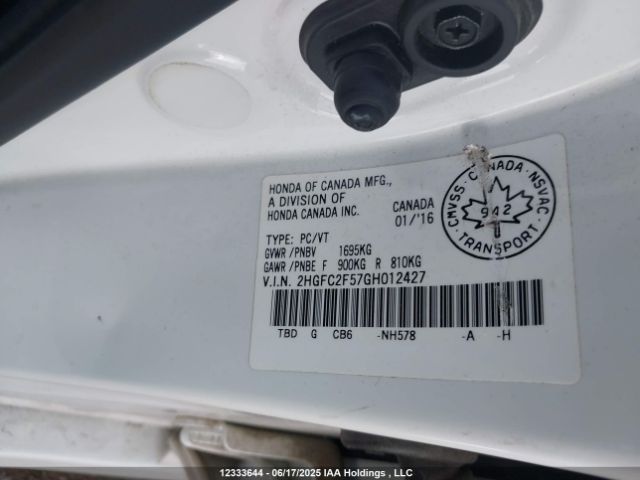 HONDA OF CANADA MFG.,
A DIVISION OF
HONDA CANADA INC.
CANADA
01/'16
TYPE: PC/VT
GVWR/PNBV 1695KG
GAWR/PNBE F 900KG R 810KG
V.I.N. 2HGFC2F57GH012427
TBD G CB6 -NH578 -A -H
CMVSS · CANADA · NSVAC
942
TRANSPORT
12333644 - 06/17/2025 IAA Holdings , LLC